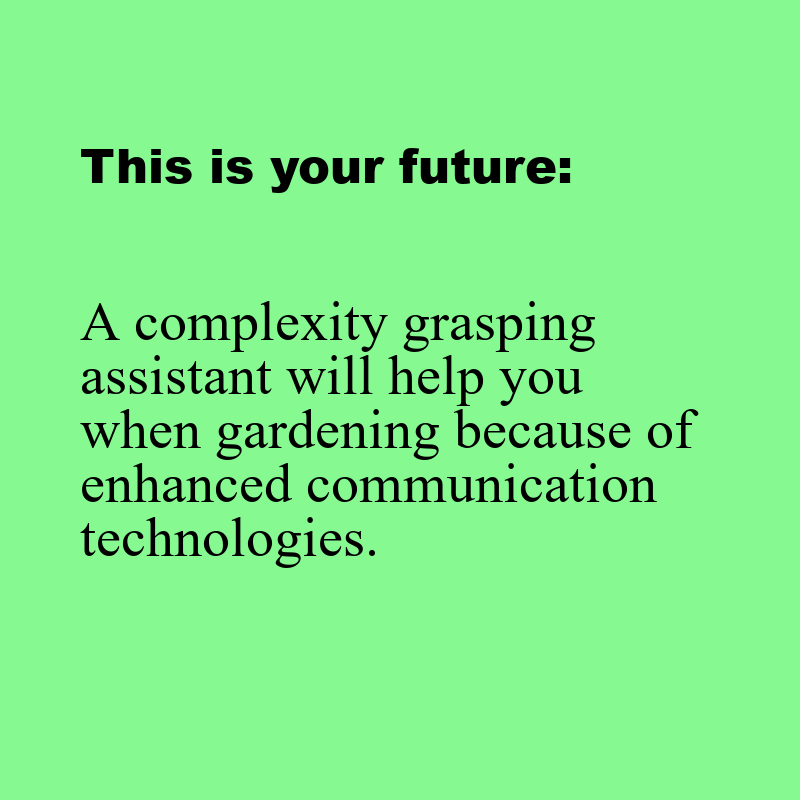 This is your future:
A complexity grasping
assistant will help you
when gardening because of
enhanced communication
technologies.